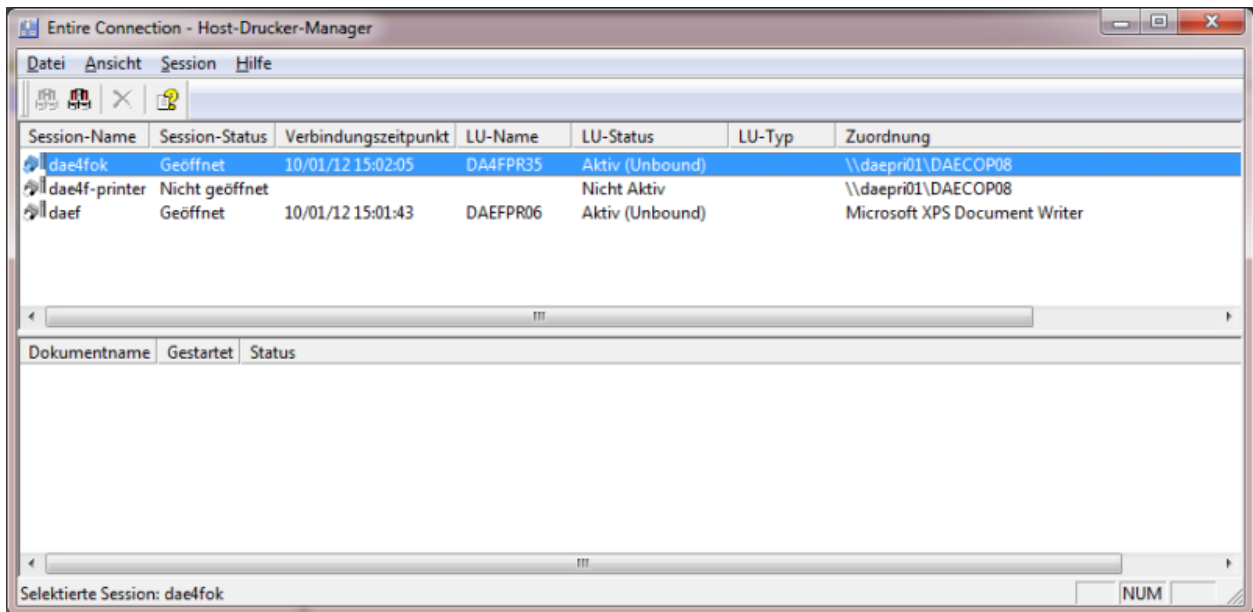 Entire Connection - Host-Drucker-Manager
Datei Ansicht Session Hilfe
Session-Name Session-Status Verbindungszeitpunkt LU-Name LU-Status LU-Typ Zuordnung
dae4fok Geöffnet 10/01/12 15:02:05 DA4FPR35 Aktiv (Unbound) \\daepri01\DAECOP08
dae4f-printer Nicht geöffnet Nicht Aktiv \\daepri01\DAECOP08
daef Geöffnet 10/01/12 15:01:43 DAEFPR06 Aktiv (Unbound) Microsoft XPS Document Writer
Dokumentname Gestartet Status
Selektierte Session: dae4fok NUM